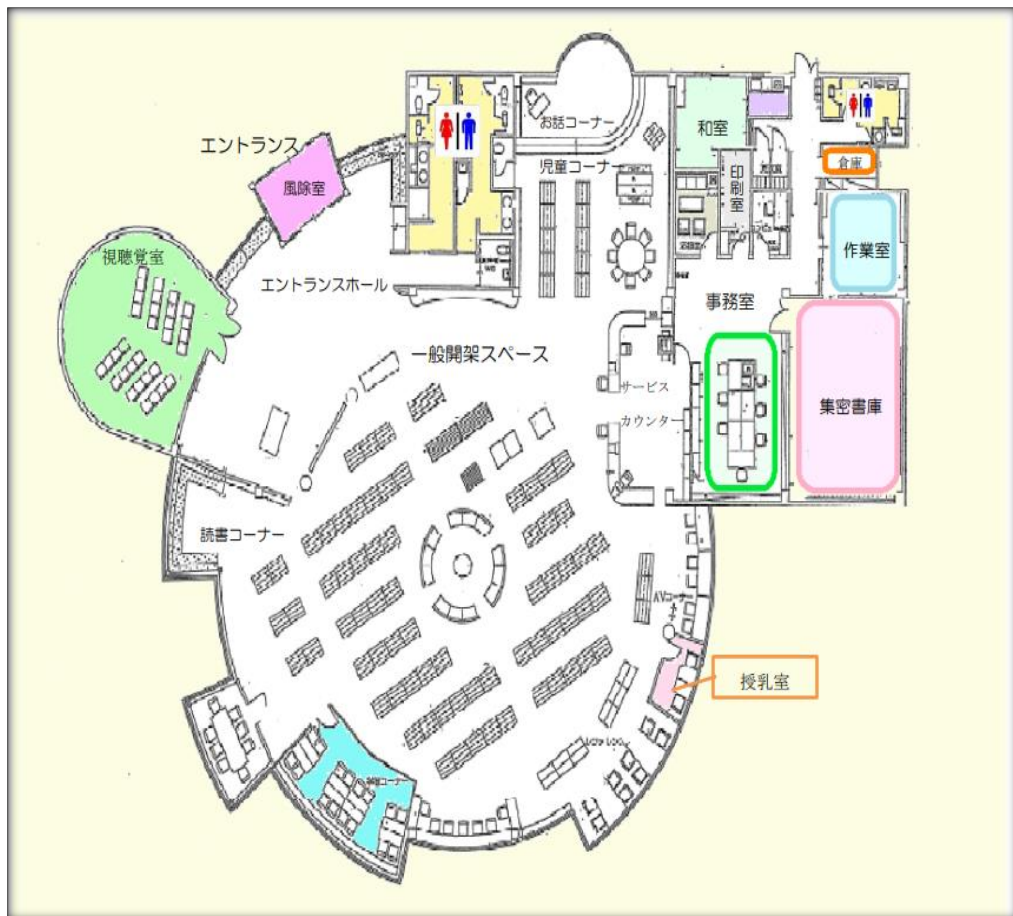 お話コーナー
和室
エントランス
児童コーナー
倉庫
印刷室
風除室
視聴覚室
作業室
エントランスホール
事務室
一般開架スペース
サービス
カウンター
集密書庫
読書コーナー
AVコーナー
授乳室